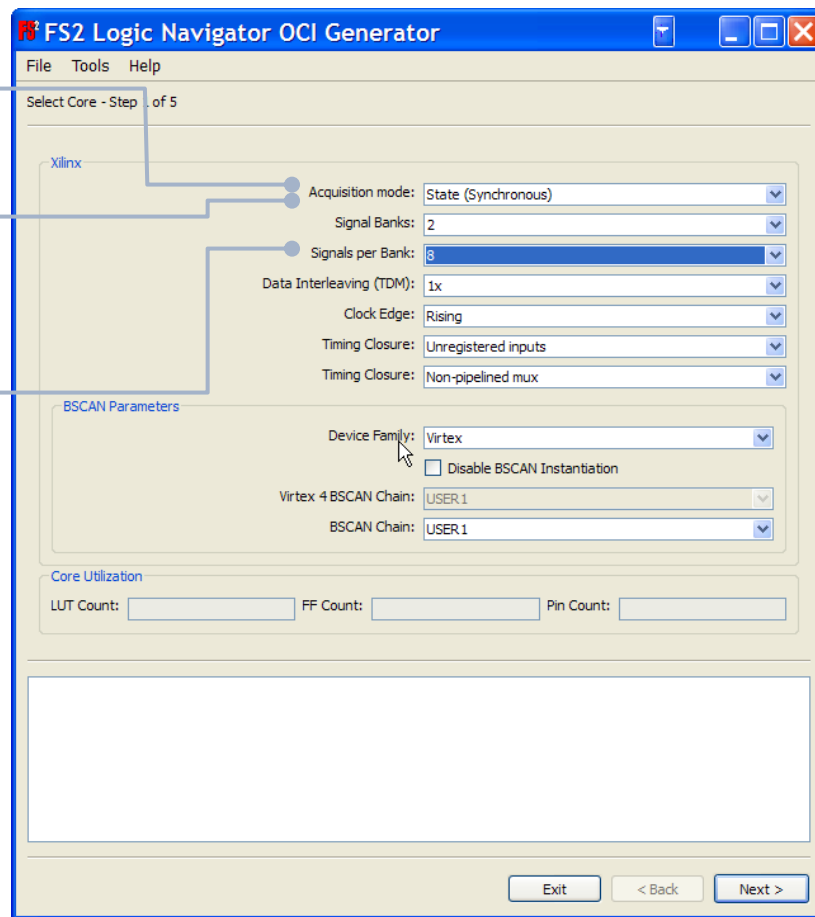 FS2 FS2 Logic Navigator OCI Generator
File Tools Help
Select Core - Step 1 of 5
Xilinx
Acquisition mode: State (Synchronous)
Signal Banks: 2
Signals per Bank: 8
Data Interleaving (TDM): 1x
Clock Edge: Rising
Timing Closure: Unregistered inputs
Timing Closure: Non-pipelined mux
BSCAN Parameters
Device Family: Virtex
Disable BSCAN Instantiation
Virtex 4 BSCAN Chain: USER1
BSCAN Chain: USER1
Core Utilization
LUT Count: FF Count: Pin Count:
Exit < Back Next >